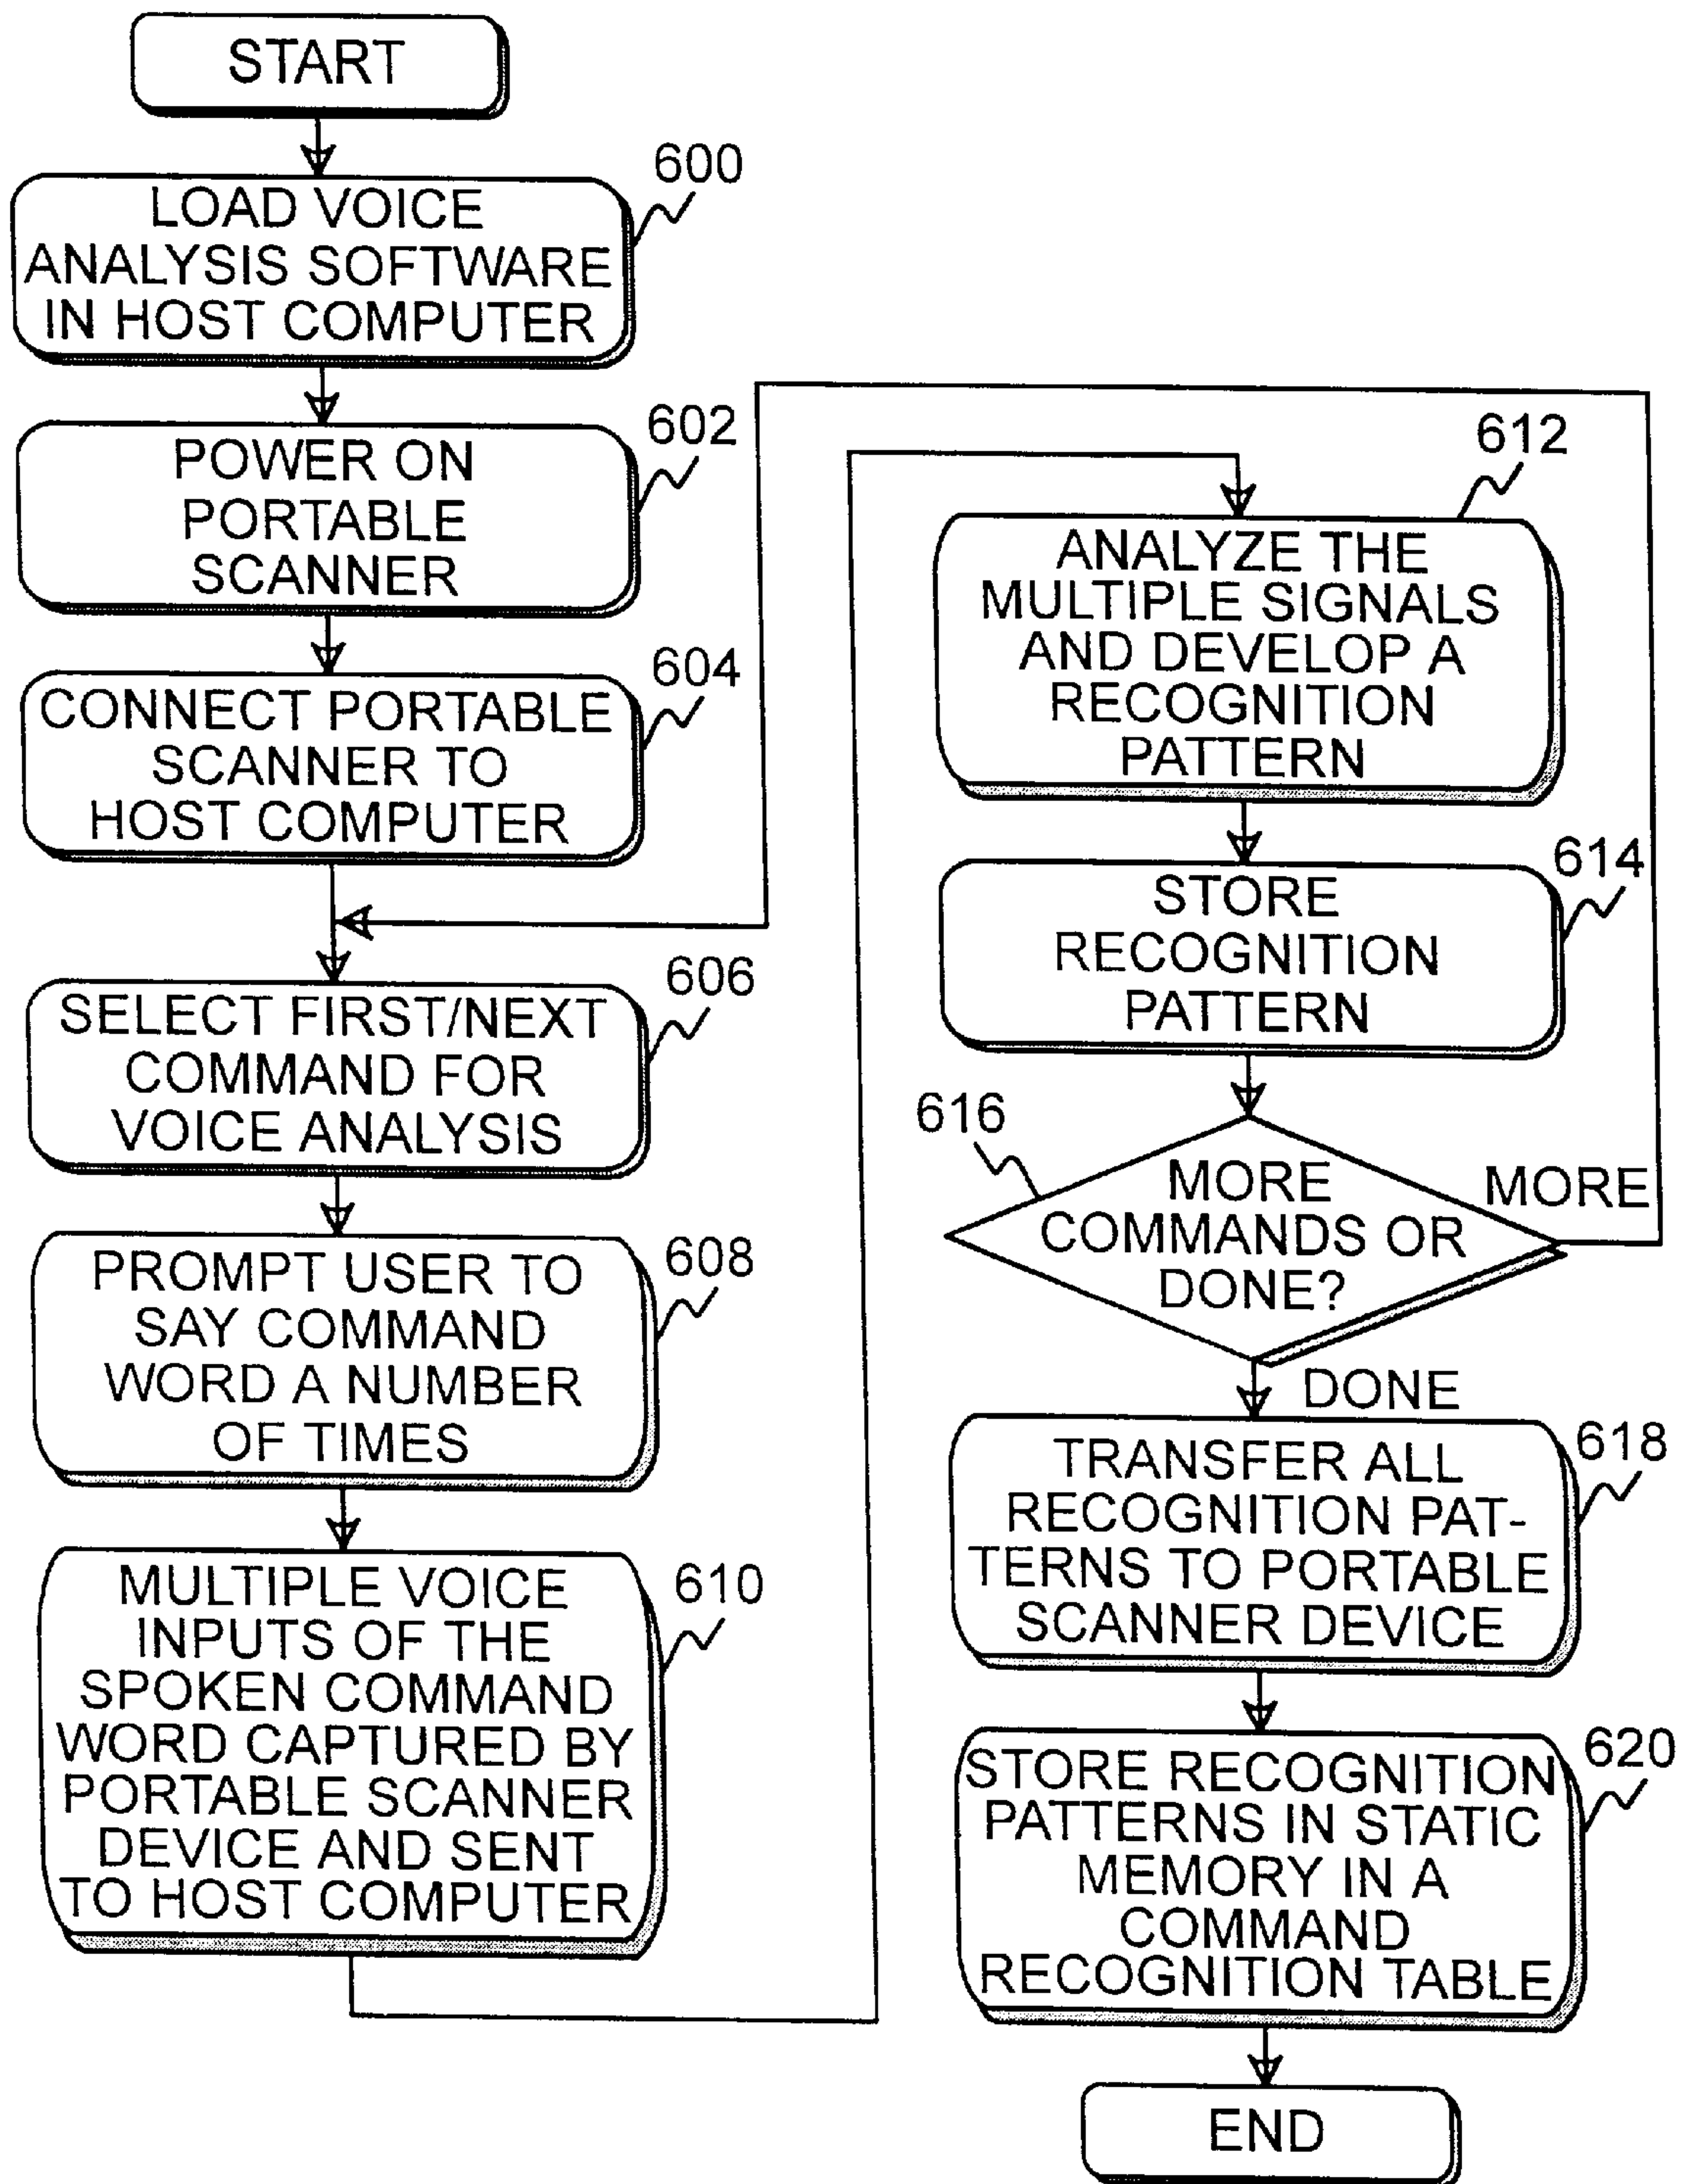 START
600
LOAD VOICE
ANALYSIS SOFTWARE
IN HOST COMPUTER
602
POWER ON
PORTABLE
SCANNER
604
CONNECT PORTABLE
SCANNER TO
HOST COMPUTER
606
SELECT FIRST/NEXT
COMMAND FOR
VOICE ANALYSIS
608
PROMPT USER TO
SAY COMMAND
WORD A NUMBER
OF TIMES
610
MULTIPLE VOICE
INPUTS OF THE
SPOKEN COMMAND
WORD CAPTURED BY
PORTABLE SCANNER
DEVICE AND SENT
TO HOST COMPUTER
612
ANALYZE THE
MULTIPLE SIGNALS
AND DEVELOP A
RECOGNITION
PATTERN
614
STORE
RECOGNITION
PATTERN
616
MORE
COMMANDS OR
DONE?
MORE
DONE
618
TRANSFER ALL
RECOGNITION PAT-
TERNS TO PORTABLE
SCANNER DEVICE
620
STORE RECOGNITION
PATTERNS IN STATIC
MEMORY IN A
COMMAND
RECOGNITION TABLE
END